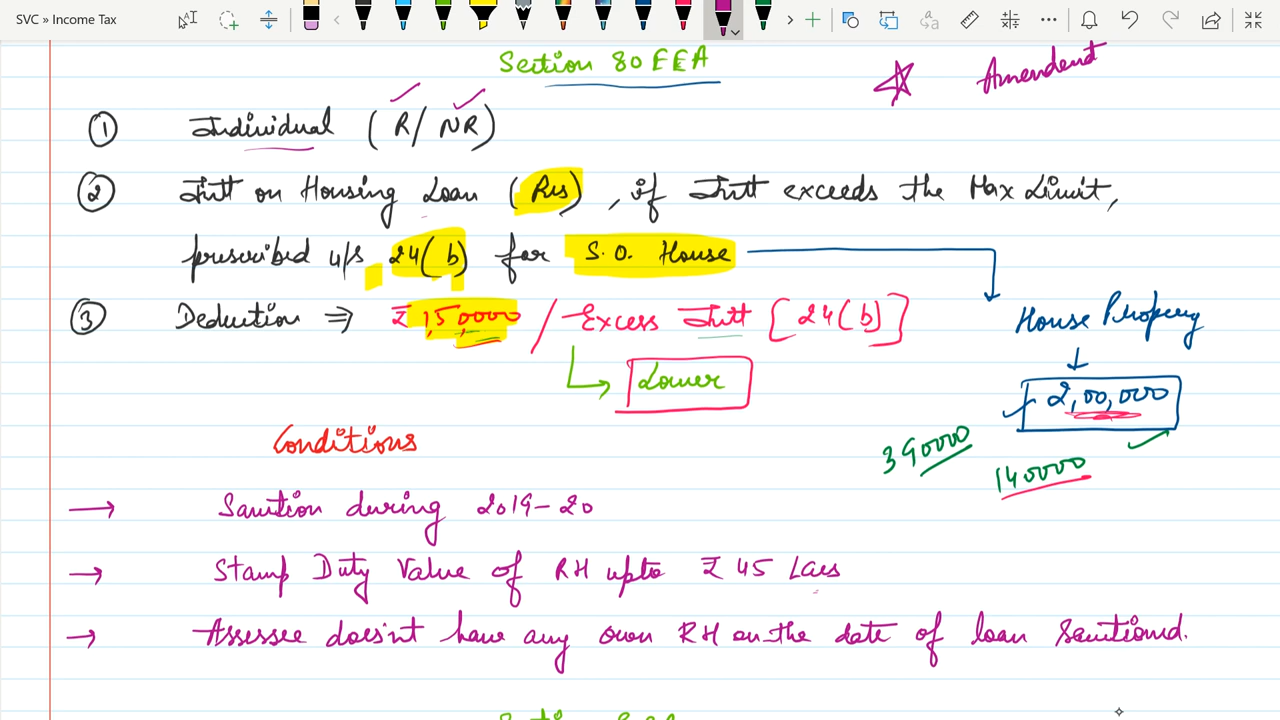 SVC » Income Tax
Section 80EEA
Amendent
① Individual (R/ NR)
② Intt on Housing Loan (Res), if Intt exceeds the Max Limit,
prescribed u/s 24(b) for S.O. House
③ Deduction ⇒ ₹ 1,50,000 / Excess Intt [24(b)]
House Property
Lower
2,00,000
Conditions
390000
140000
→ Sanction during 2019-20
→ Stamp Duty Value of RH upto ₹ 45 Lacs
→ Assessee doesn't have any own RH on the date of loan Sanctioned.